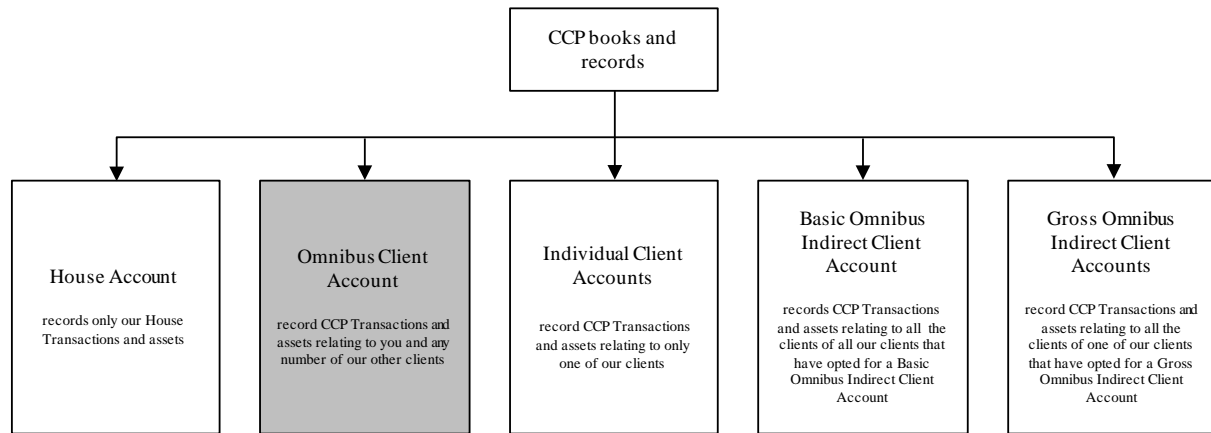 CCP books and
records
House Account
records only our House
Transactions and assets
Omnibus Client
Account
record CCP Transactions and
assets relating to you and any
number of our other clients
Individual Client
Accounts
record CCP Transactions
and assets relating to only
one of our clients
Basic Omnibus
Indirect Client
Account
records CCP Transactions
and assets relating to all the
clients of all our clients that
have opted for a Basic
Omnibus Indirect Client
Account
Gross Omnibus
Indirect Client
Accounts
record CCP Transactions and
assets relating to all the
clients of one of our clients
that have opted for a Gross
Omnibus Indirect Client
Account